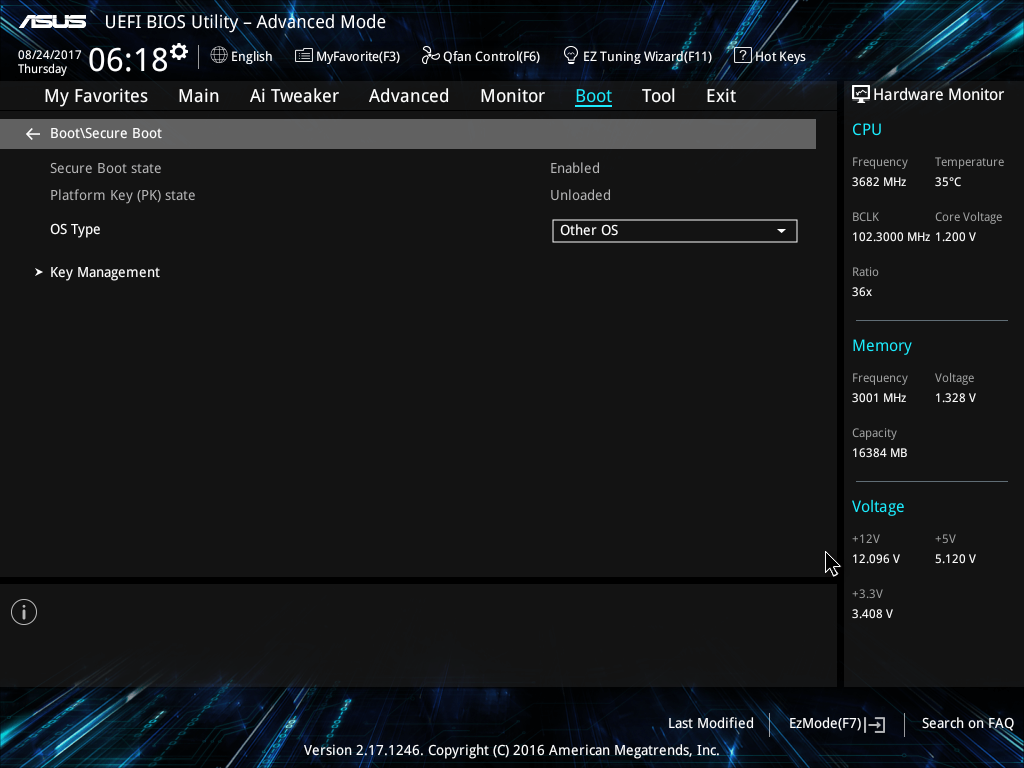 ASUS UEFI BIOS Utility – Advanced Mode
08/24/2017
Thursday
06:18
English MyFavorite(F3) Qfan Control(F6) EZ Tuning Wizard(F11) ? Hot Keys
My Favorites Main Ai Tweaker Advanced Monitor Boot Tool Exit
Boot\Secure Boot
Secure Boot state Enabled
Platform Key (PK) state Unloaded
OS Type Other OS
Key Management
Hardware Monitor
CPU
Frequency Temperature
3682 MHz 35°C
BCLK Core Voltage
102.3000 MHz 1.200 V
Ratio
36x
Memory
Frequency Voltage
3001 MHz 1.328 V
Capacity
16384 MB
Voltage
+12V +5V
12.096 V 5.120 V
+3.3V
3.408 V
Last Modified EzMode(F7) Search on FAQ
Version 2.17.1246. Copyright (C) 2016 American Megatrends, Inc.